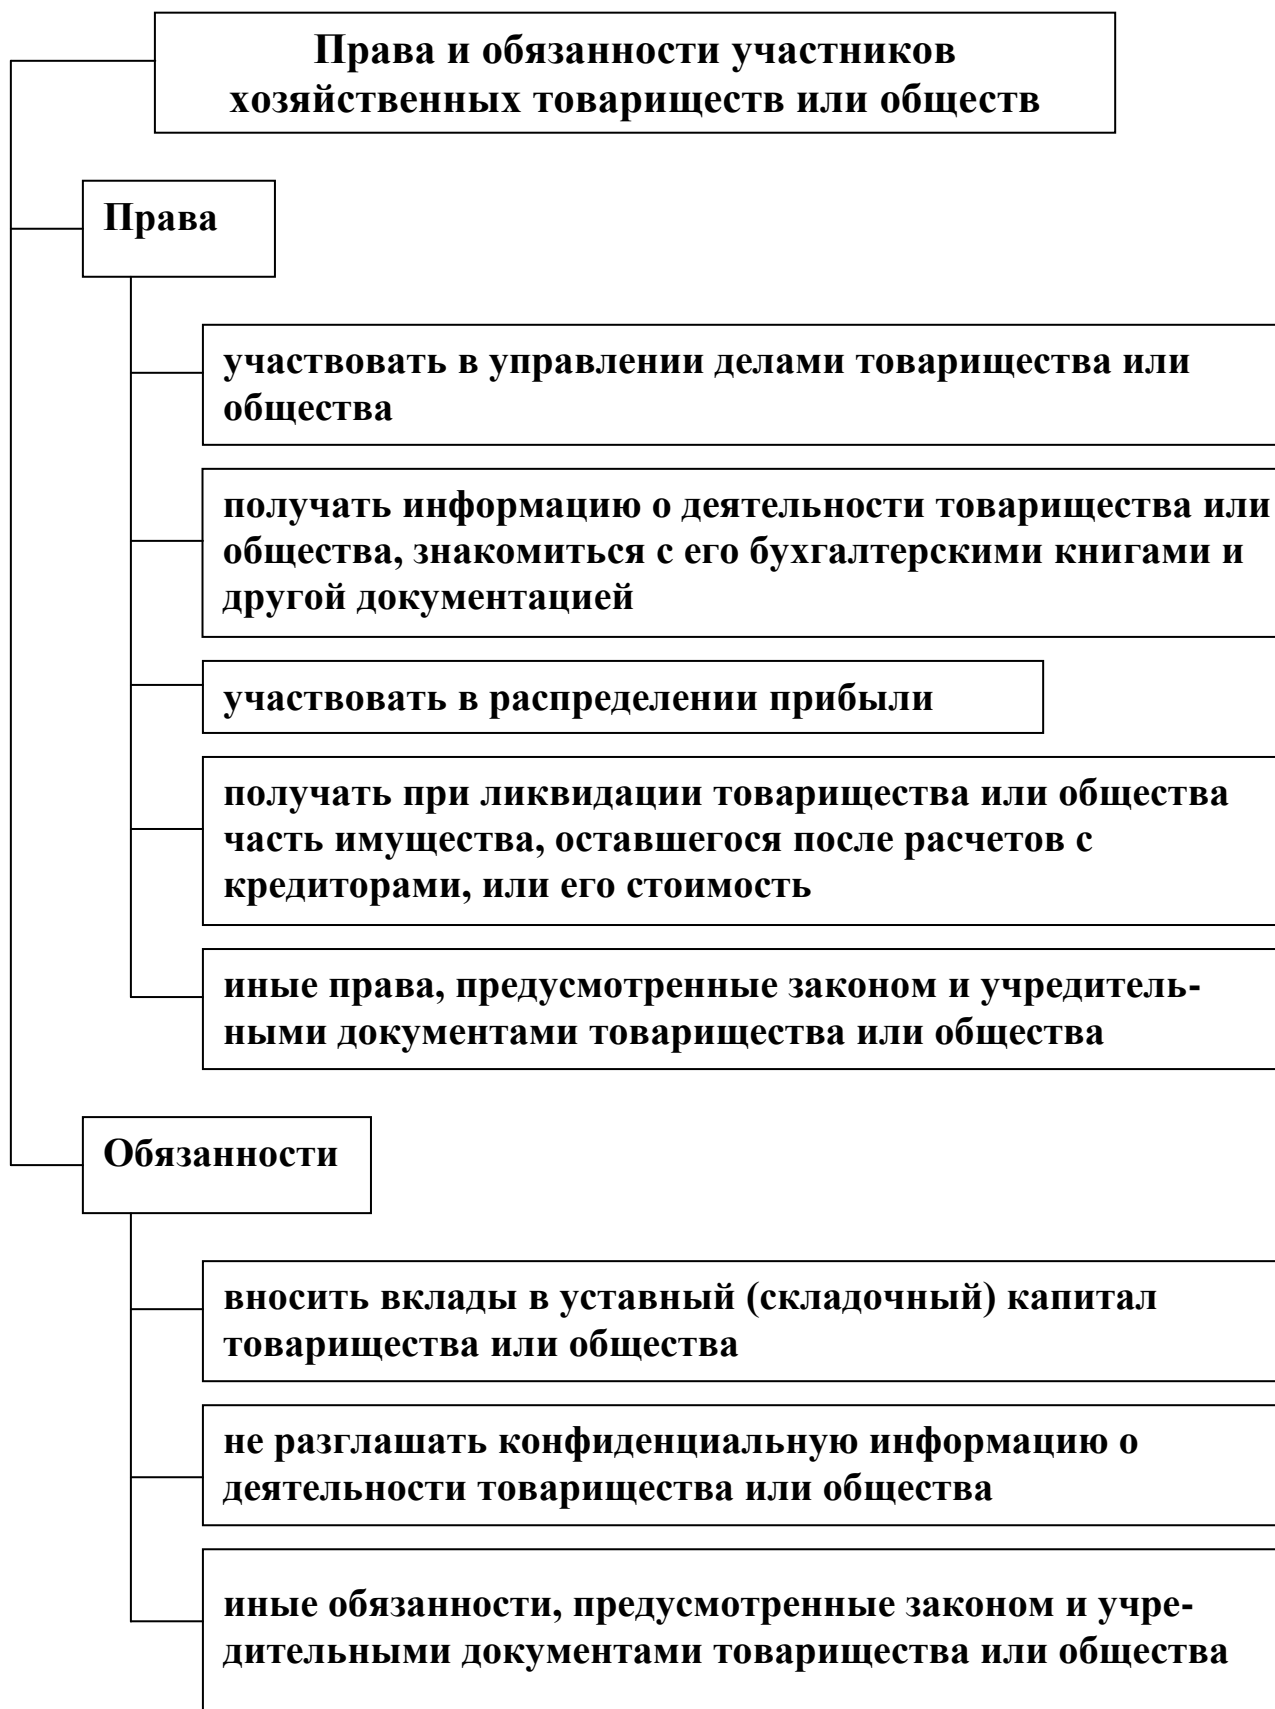 Права и обязанности участников
хозяйственных товариществ или обществ
Права
участвовать в управлении делами товарищества или
общества
получать информацию о деятельности товарищества или
общества, знакомиться с его бухгалтерскими книгами и
другой документацией
участвовать в распределении прибыли
получать при ликвидации товарищества или общества
часть имущества, оставшегося после расчетов с
кредиторами, или его стоимость
иные права, предусмотренные законом и учредитель-
ными документами товарищества или общества
Обязанности
вносить вклады в уставный (складочный) капитал
товарищества или общества
не разглашать конфиденциальную информацию о
деятельности товарищества или общества
иные обязанности, предусмотренные законом и учре-
дительными документами товарищества или общества